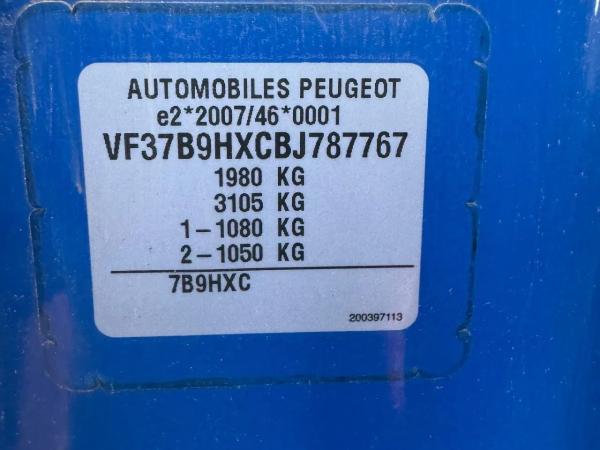 AUTOMOBILES PEUGEOT
e2*2007/46*0001
VF37B9HXCBJ787767
1980 KG
3105 KG
1-1080 KG
2-1050 KG
7B9HXC
200397113